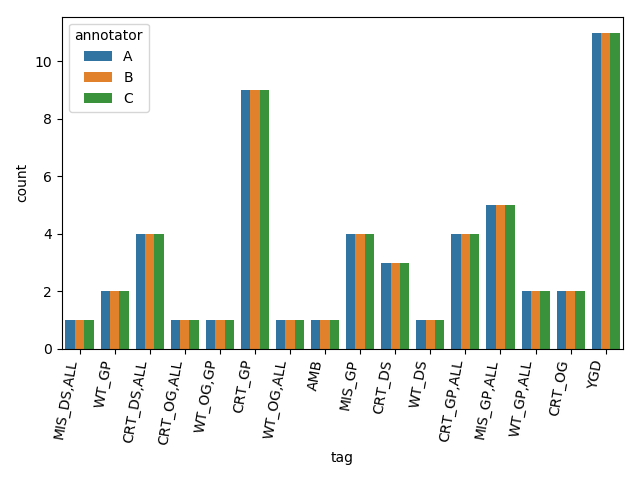 annotator
A
B
C
count
10
8
6
4
2
0
MIS_DS,ALL
WT_GP
CRT_DS,ALL
CRT_OG,ALL
WT_OG,GP
CRT_GP
WT_OG,ALL
AMB
MIS_GP
CRT_DS
WT_DS
CRT_GP,ALL
MIS_GP,ALL
WT_GP,ALL
CRT_OG
YGD
tag